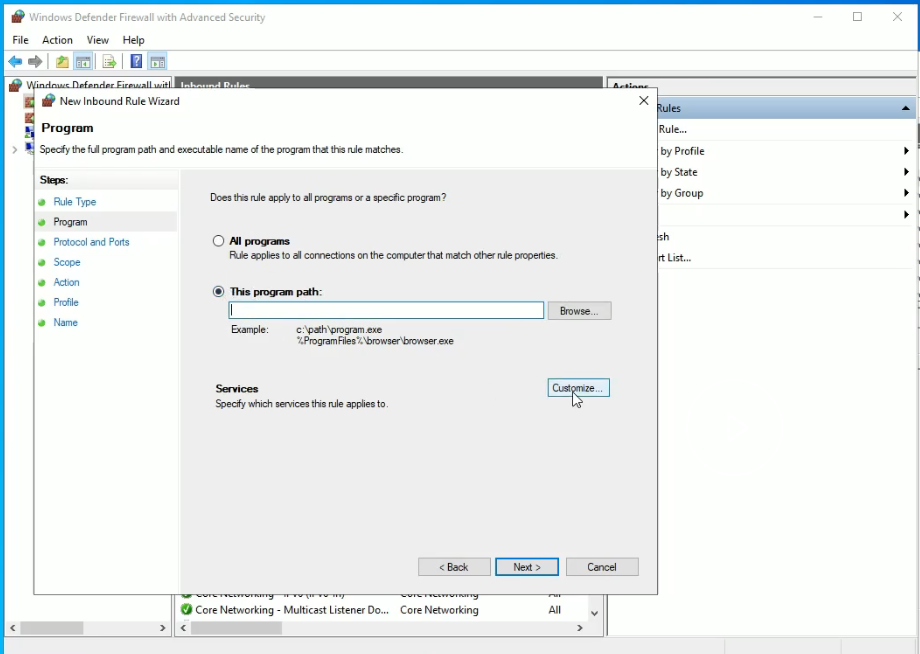 Windows Defender Firewall with Advanced Security
File Action View Help
Windows Defender Firewall wit
Inbound Rules
Actions
New Inbound Rule Wizard
Rules
Program
Rule...
Specify the full program path and executable name of the program that this rule matches.
by Profile
by State
by Group
esh
rt List...
Steps:
Rule Type
Program
Protocol and Ports
Scope
Action
Profile
Name
Does this rule apply to all programs or a specific program?
All programs
Rule applies to all connections on the computer that match other rule properties.
This program path:
Browse...
Example: c:\path\program.exe
%ProgramFiles%\browser\browser.exe
Services
Customize...
Specify which services this rule applies to.
< Back Next > Cancel
Core Networking - Multicast Listener Do... Core Networking All